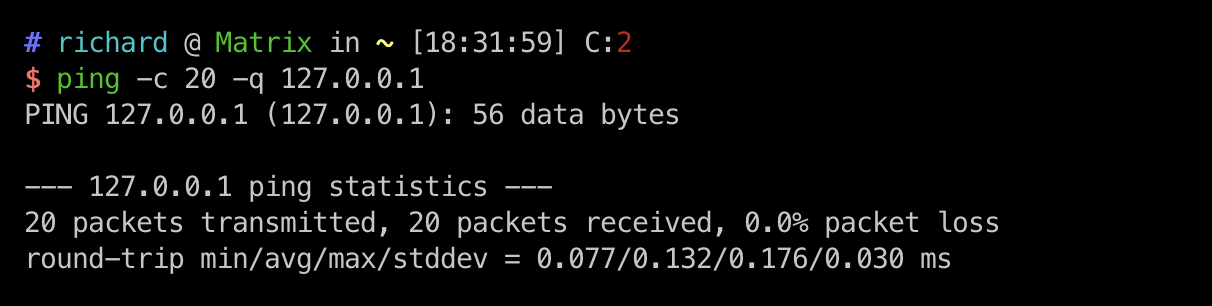 # richard @ Matrix in ~ [18:31:59] C:2
$ ping -c 20 -q 127.0.0.1
PING 127.0.0.1 (127.0.0.1): 56 data bytes

--- 127.0.0.1 ping statistics ---
20 packets transmitted, 20 packets received, 0.0% packet loss
round-trip min/avg/max/stddev = 0.077/0.132/0.176/0.030 ms